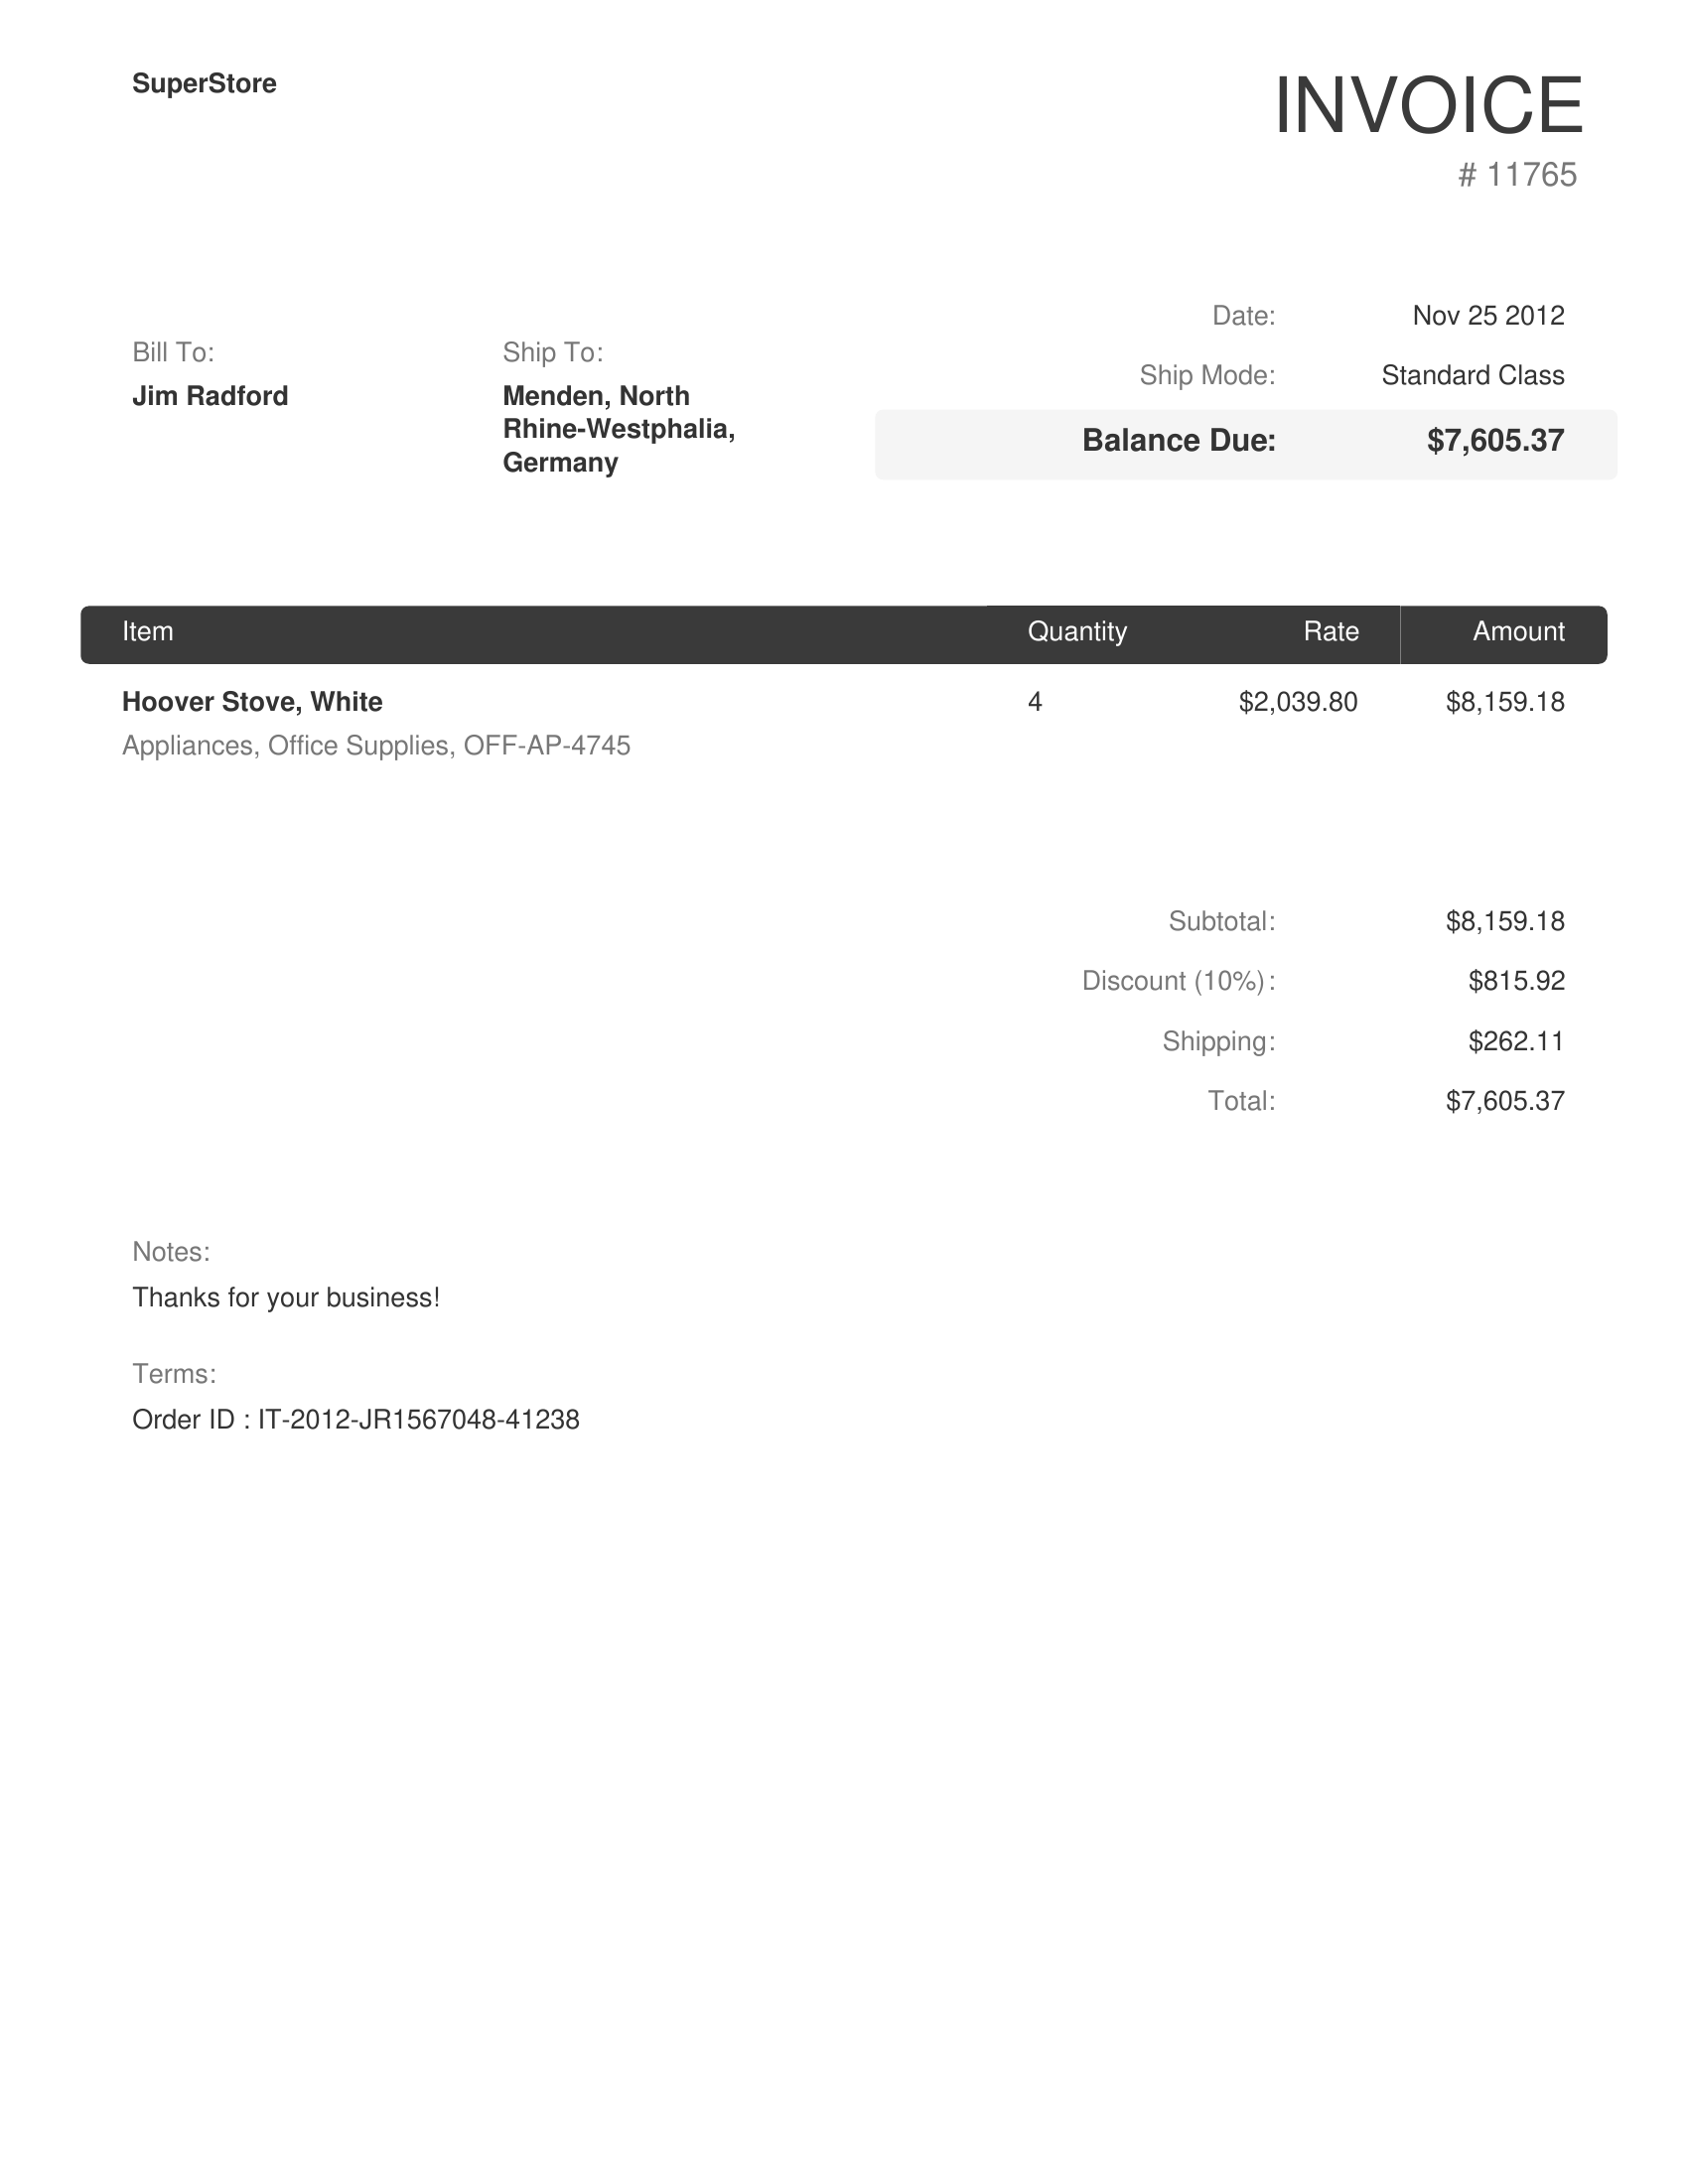 SuperStore
INVOICE
# 11765
Date: Nov 25 2012
Ship Mode: Standard Class
Balance Due: $7,605.37
Bill To:
Jim Radford
Ship To:
Menden, North
Rhine-Westphalia,
Germany
Item Quantity Rate Amount
Hoover Stove, White 4 $2,039.80 $8,159.18
Appliances, Office Supplies, OFF-AP-4745
Subtotal: $8,159.18
Discount (10%): $815.92
Shipping: $262.11
Total: $7,605.37
Notes:
Thanks for your business!
Terms:
Order ID : IT-2012-JR1567048-41238